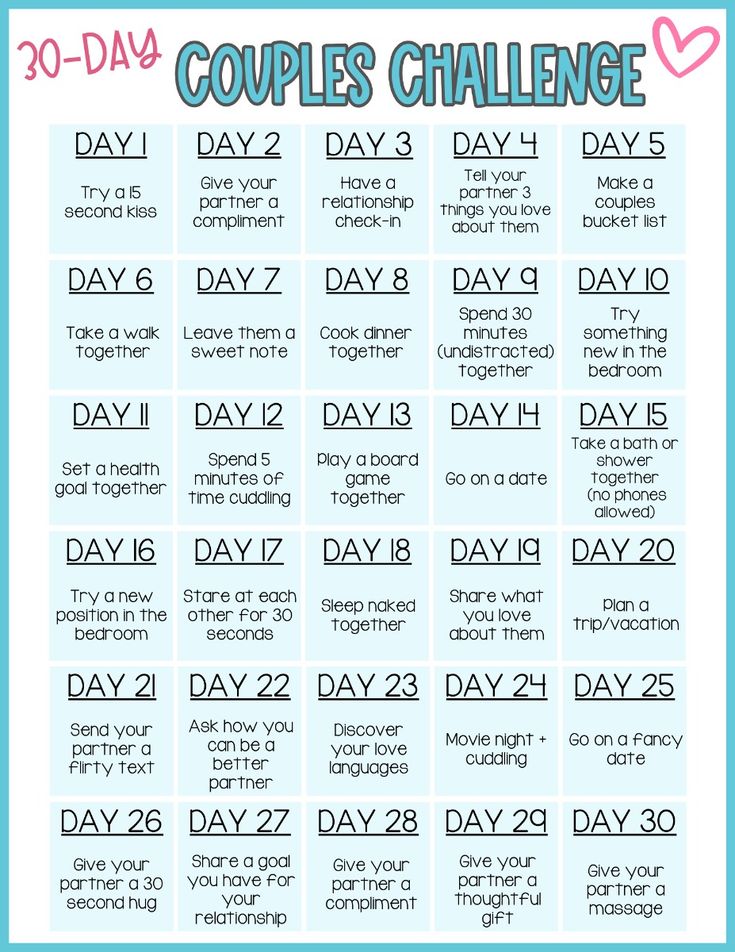 30-DAY
COUPLES CHALLENGE
DAY 1
Try a 15
second kiss
DAY 2
Give your
partner a
compliment
DAY 3
Have a
relationship
check-in
DAY 4
Tell your
partner 3
things you love
about them
DAY 5
Make a
couples
bucket list
DAY 6
Take a walk
together
DAY 7
Leave them a
sweet note
DAY 8
Cook dinner
together
DAY 9
Spend 30
minutes
(undistracted)
together
DAY 10
Try
something
new in the
bedroom
DAY 11
Set a health
goal together
DAY 12
Spend 5
minutes of
time cuddling
DAY 13
Play a board
game
together
DAY 14
Go on a date
DAY 15
Take a bath or
shower
together
(no phones
allowed)
DAY 16
Try a new
position in the
bedroom
DAY 17
Stare at each
other for 30
seconds
DAY 18
Sleep naked
together
DAY 19
Share what
you love
about them
DAY 20
Plan a
trip/vacation
DAY 21
Send your
partner a
flirty text
DAY 22
Ask how you
can be a
better
partner
DAY 23
Discover
your love
languages
DAY 24
Movie night +
cuddling
DAY 25
Go on a fancy
date
DAY 26
Give your
partner a 30
second hug
DAY 27
Share a goal
you have for
your
relationship
DAY 28
Give your
partner a
compliment
DAY 29
Give your
partner a
thoughtful
gift
DAY 30
Give your
partner a
massage